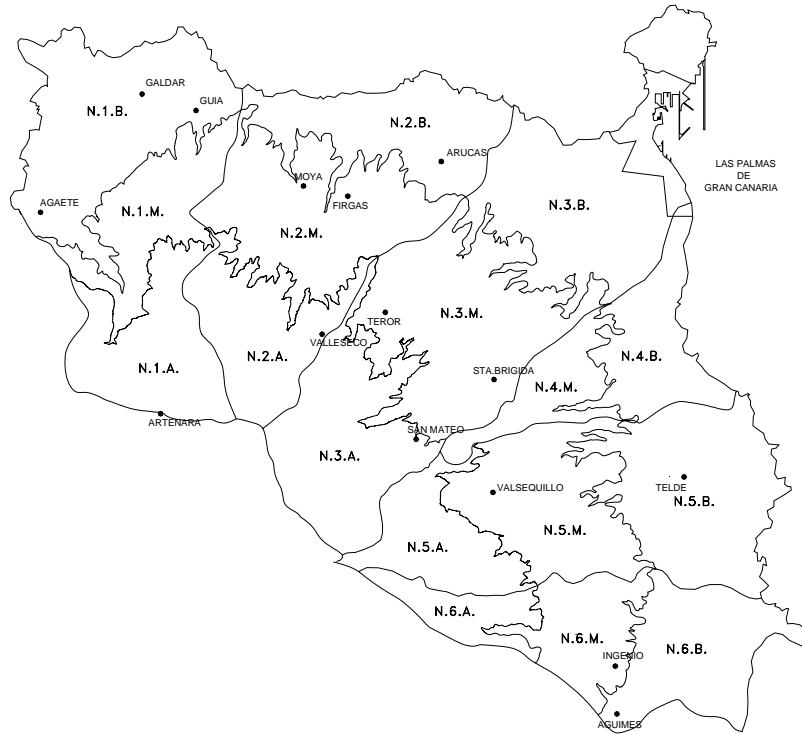 GALDAR
GUIA
N.1.B.
N.2.B.
ARUCAS
LAS PALMAS
DE
GRAN CANARIA
MOYA
FIRGAS
AGAETE
N.1.M.
N.3.B.
N.2.M.
TEROR
N.3.M.
VALLESECO
N.2.A.
N.1.A.
N.4.B.
STA.BRIGIDA
N.4.M.
ARTENARA
SAN MATEO
N.3.A.
VALSEQUILLO
TELDE
N.5.B.
N.5.M.
N.5.A.
N.6.A.
N.6.M.
N.6.B.
INGENIO
AGUIMES